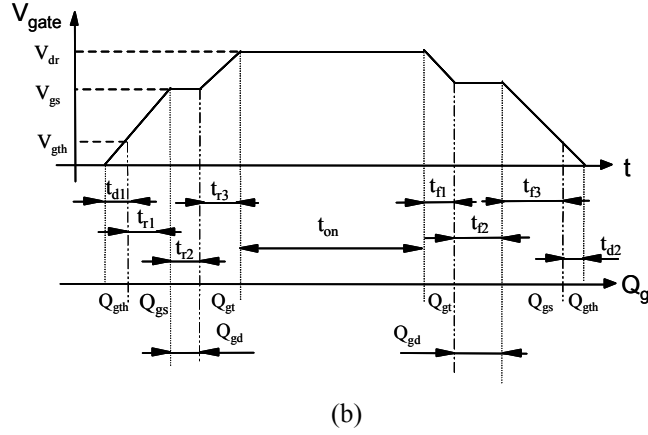 V_gate
V_dr
V_gs
V_gth
t
t_d1
t_r3
t_f1
t_f3
t_r1
t_on
t_f2
t_r2
t_d2
Q_gth Q_gs Q_gt Q_gt Q_gs Q_gth Q_g
Q_gd Q_gd
(b)